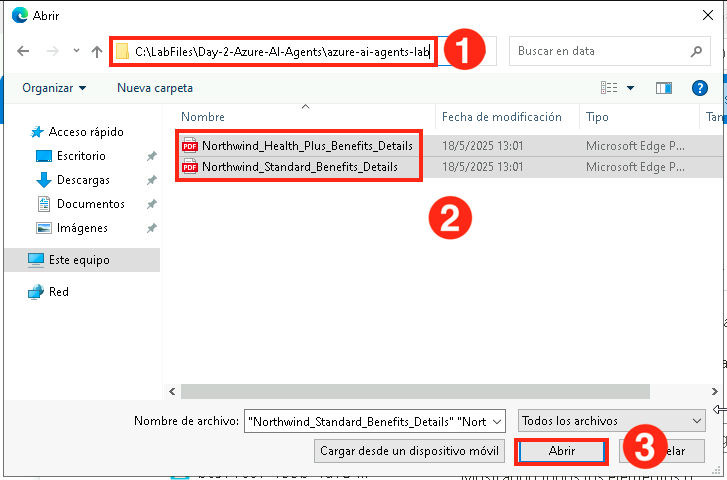 Abrir
C:\LabFiles\Day-2-Azure-AI-Agents\azure-ai-agents-lab
1
Buscar en data
Organizar
Nueva carpeta
Nombre
Fecha de modificación
Tipo
Acceso rápido
Escritorio
Descargas
Documentos
Imágenes
Este equipo
Red
PDF Northwind_Health_Plus_Benefits_Details 18/5/2025 13:01 Microsoft Edge P...
PDF Northwind_Standard_Benefits_Details 18/5/2025 13:01 Microsoft Edge P...
2
Nombre de archivo: "Northwind_Standard_Benefits_Details" "Nort
Todos los archivos
Cargar desde un dispositivo móvil
Abrir
3
elar